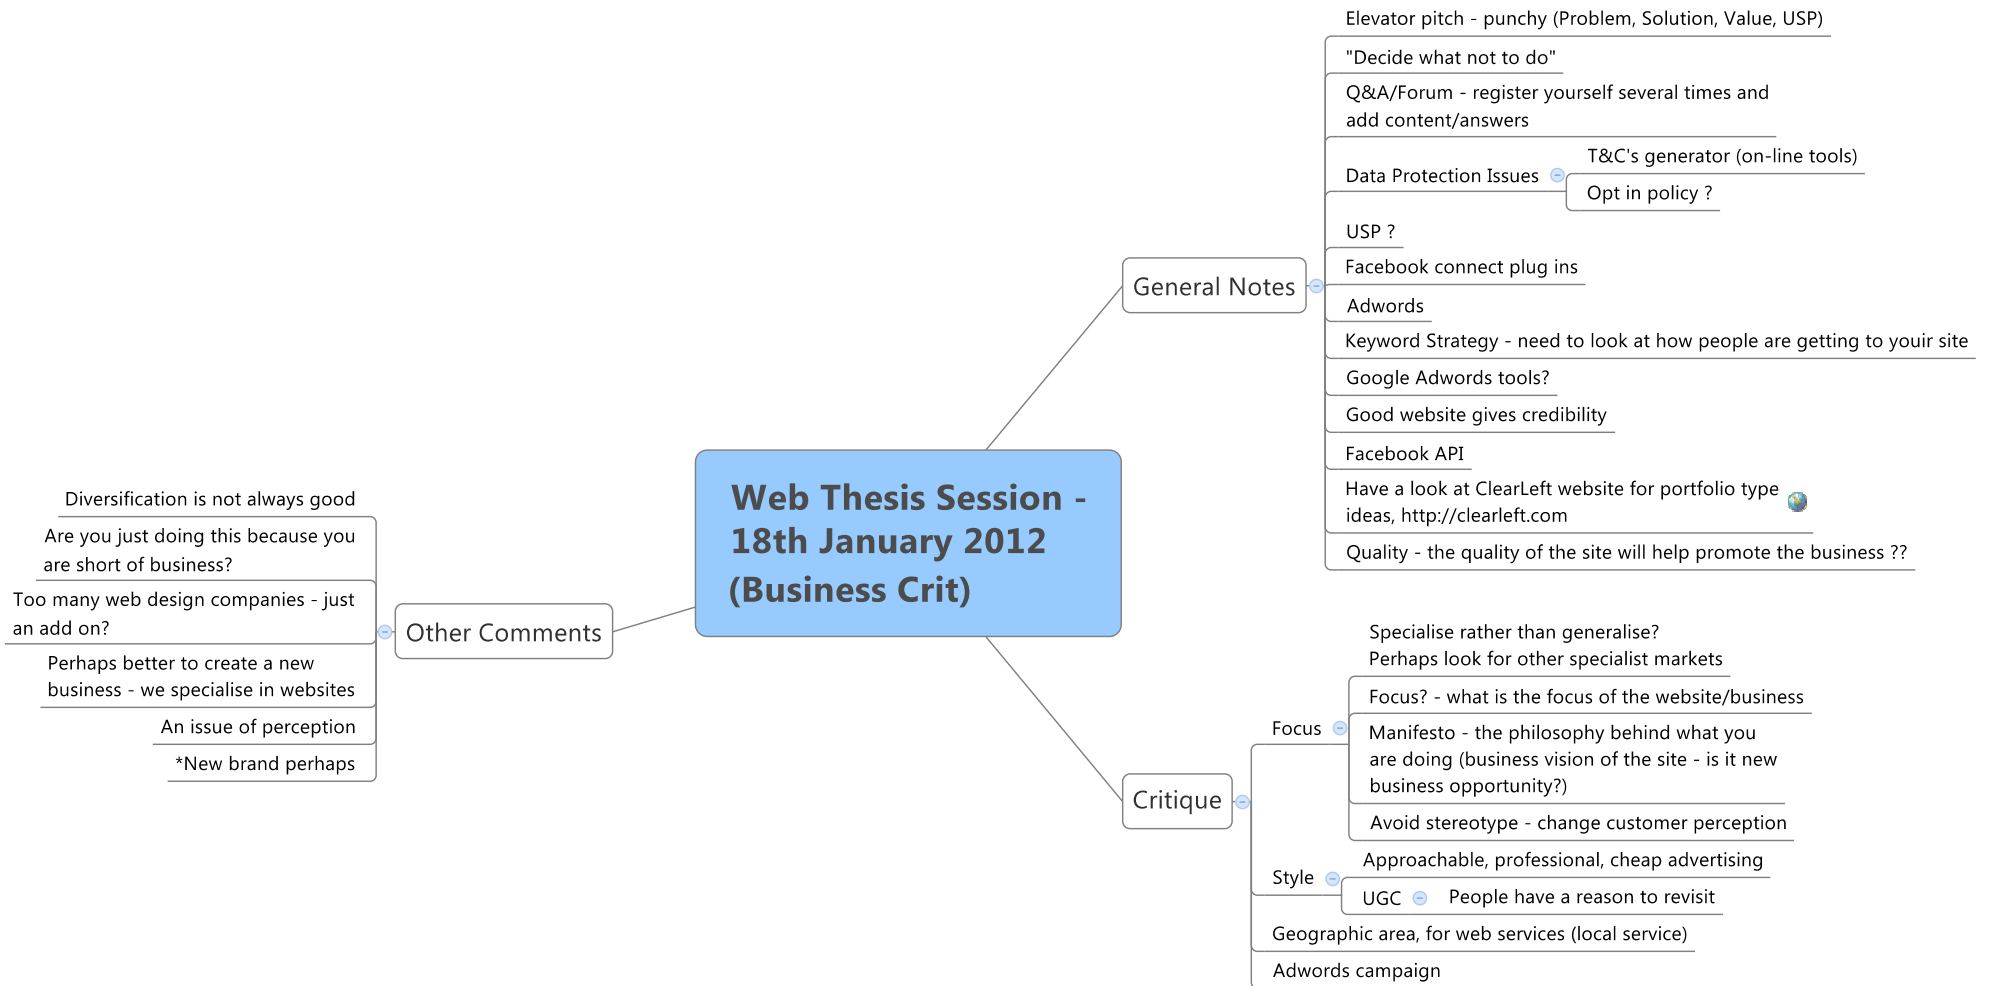 Web Thesis Session -
18th January 2012
(Business Crit)
General Notes
Elevator pitch - punchy (Problem, Solution, Value, USP)
"Decide what not to do"
Q&A/Forum - register yourself several times and
add content/answers
Data Protection Issues
T&C's generator (on-line tools)
Opt in policy ?
USP ?
Facebook connect plug ins
Adwords
Keyword Strategy - need to look at how people are getting to youir site
Google Adwords tools?
Good website gives credibility
Facebook API
Have a look at ClearLeft website for portfolio type
ideas, http://clearleft.com
Quality - the quality of the site will help promote the business ??
Critique
Focus
Specialise rather than generalise?
Perhaps look for other specialist markets
Focus? - what is the focus of the website/business
Manifesto - the philosophy behind what you
are doing (business vision of the site - is it new
business opportunity?)
Avoid stereotype - change customer perception
Style
Approachable, professional, cheap advertising
UGC
People have a reason to revisit
Geographic area, for web services (local service)
Adwords campaign
Other Comments
Diversification is not always good
Are you just doing this because you
are short of business?
Too many web design companies - just
an add on?
Perhaps better to create a new
business - we specialise in websites
An issue of perception
*New brand perhaps